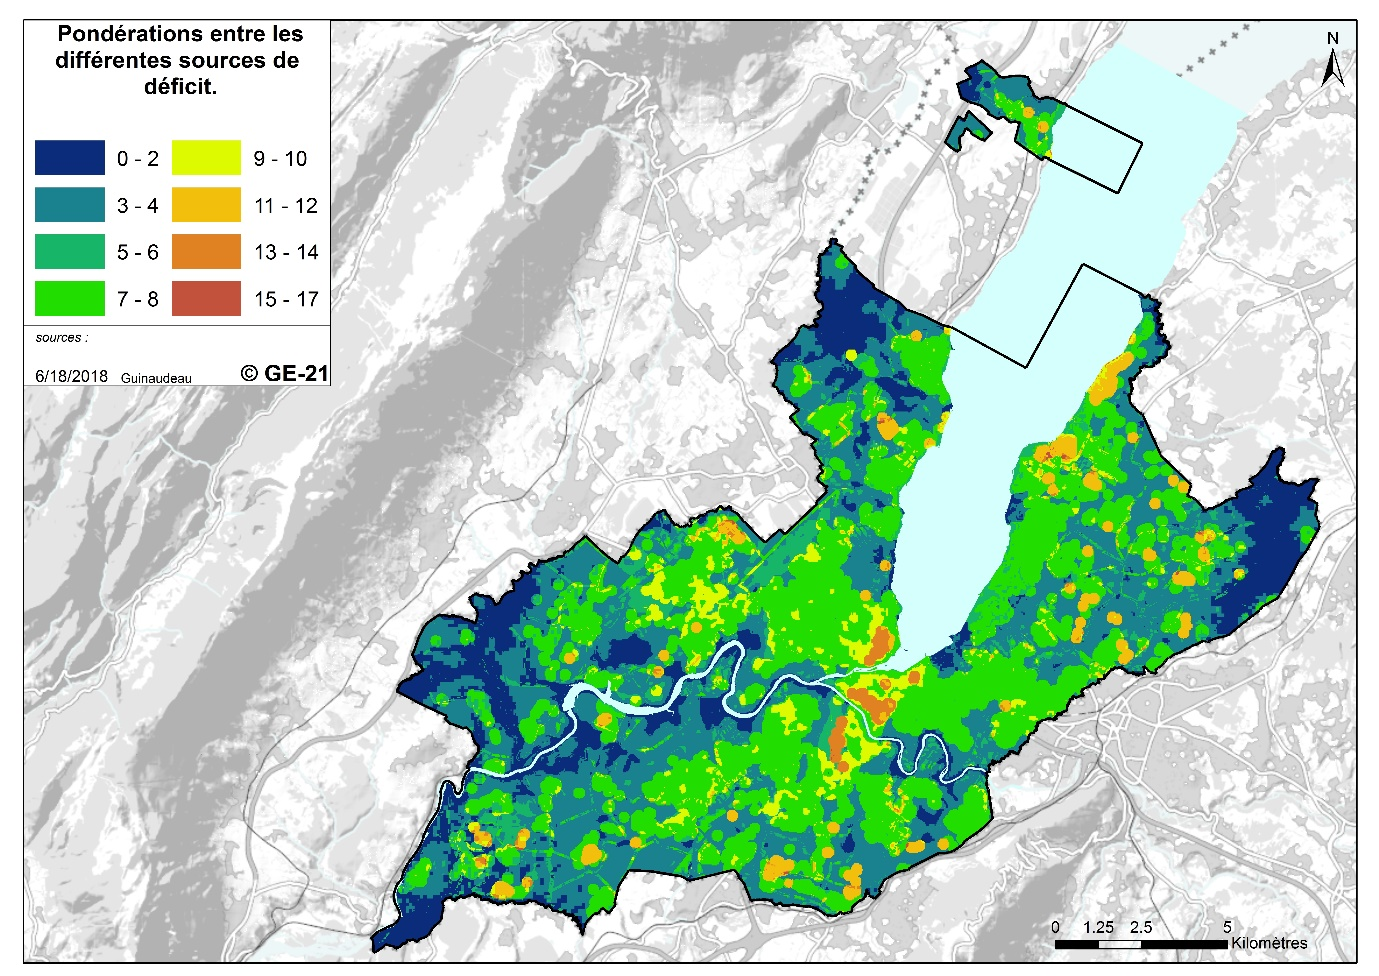 Pondérations entre les
différentes sources de
déficit.
0 - 2
9 - 10
3 - 4
11 - 12
5 - 6
13 - 14
7 - 8
15 - 17
sources :
6/18/2018 Guinaudeau © GE-21
N
0 1.25 2.5 5
Kilomètres